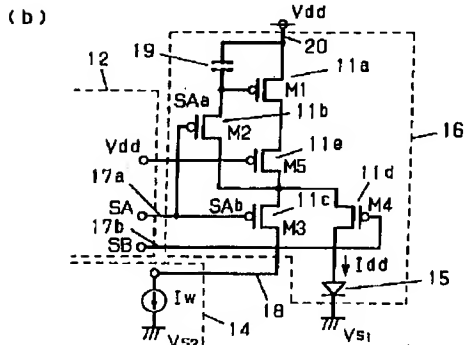 (b)
Vdd
20
19
11a
12
M1
SAa
11b
M2
16
Vdd
11e
M5
17a
11d
SA
SAb
11c
M4
17b
SB
M3
Idd
15
18
Iw
14
VS2
VS1